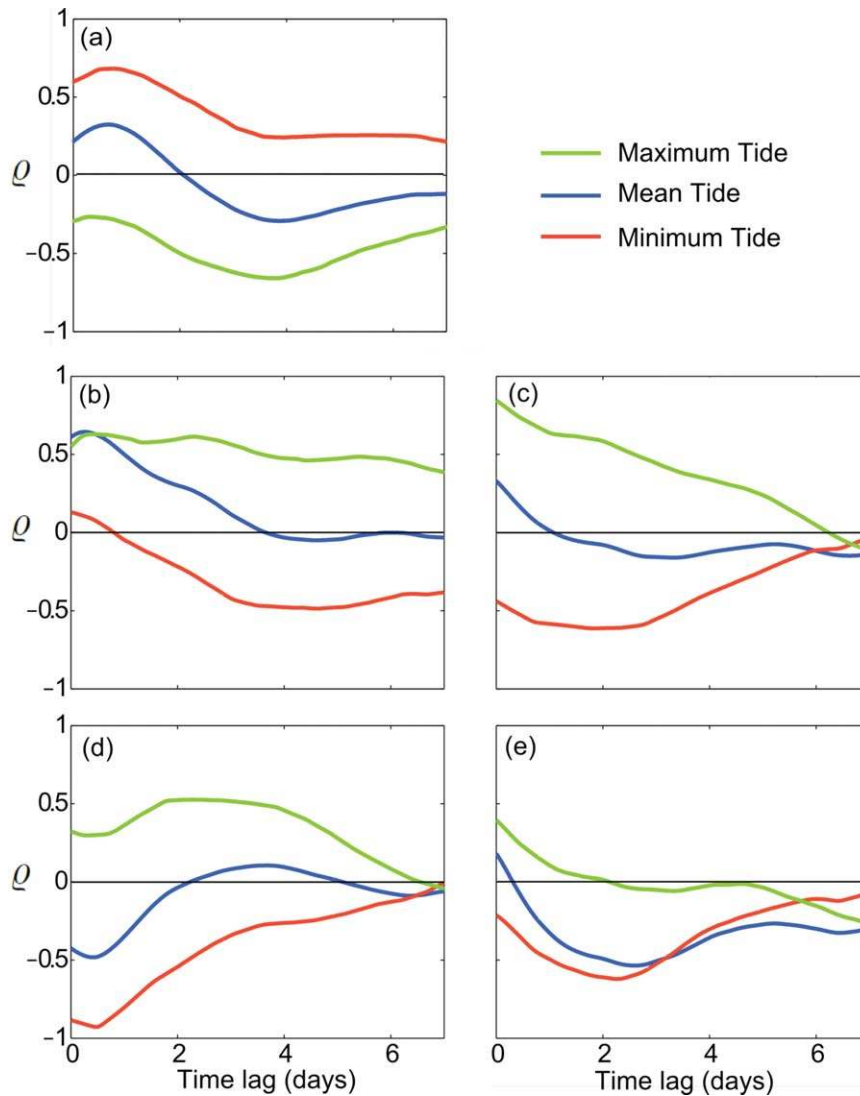 (a)
1
0.5
0
−0.5
−1
ϱ
Maximum Tide
Mean Tide
Minimum Tide
(b)
1
0.5
0
−0.5
−1
ϱ
(c)
(d)
1
0.5
0
−0.5
−1
ϱ
0 2 4 6
Time lag (days)
(e)
0 2 4 6
Time lag (days)